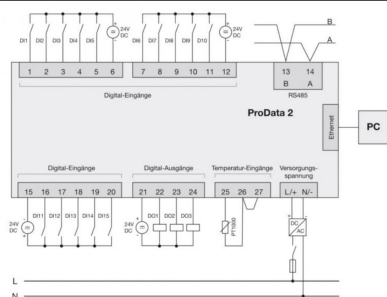 B
A
DI1 DI2 DI3 DI4 DI5 24V DC DI6 DI7 DI8 DI9 D10 24V DC
+
-
+
-
1 2 3 4 5 6 7 8 9 10 11 12 13 14
B A
Digital-Eingänge
RS485
ProData 2
Ethernet
PC
Digital-Eingänge Digital-Ausgänge Temperatur-Eingänge Versorgungs-
spannung
15 16 17 18 19 20 21 22 23 24 25 26 27 L/+ N/-
24V DC DI11 DI12 DI13 DI14 DI15 24V DC DO1 DO2 DO3 PT1000 DC AC
L
N